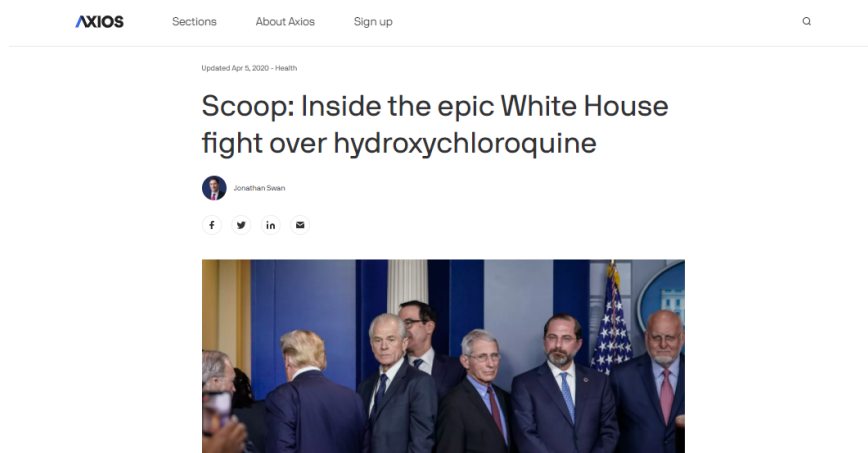 AXIOS
Sections
About Axios
Sign up
Updated Apr 5, 2020 - Health
Scoop: Inside the epic White House
fight over hydroxychloroquine
Jonathan Swan